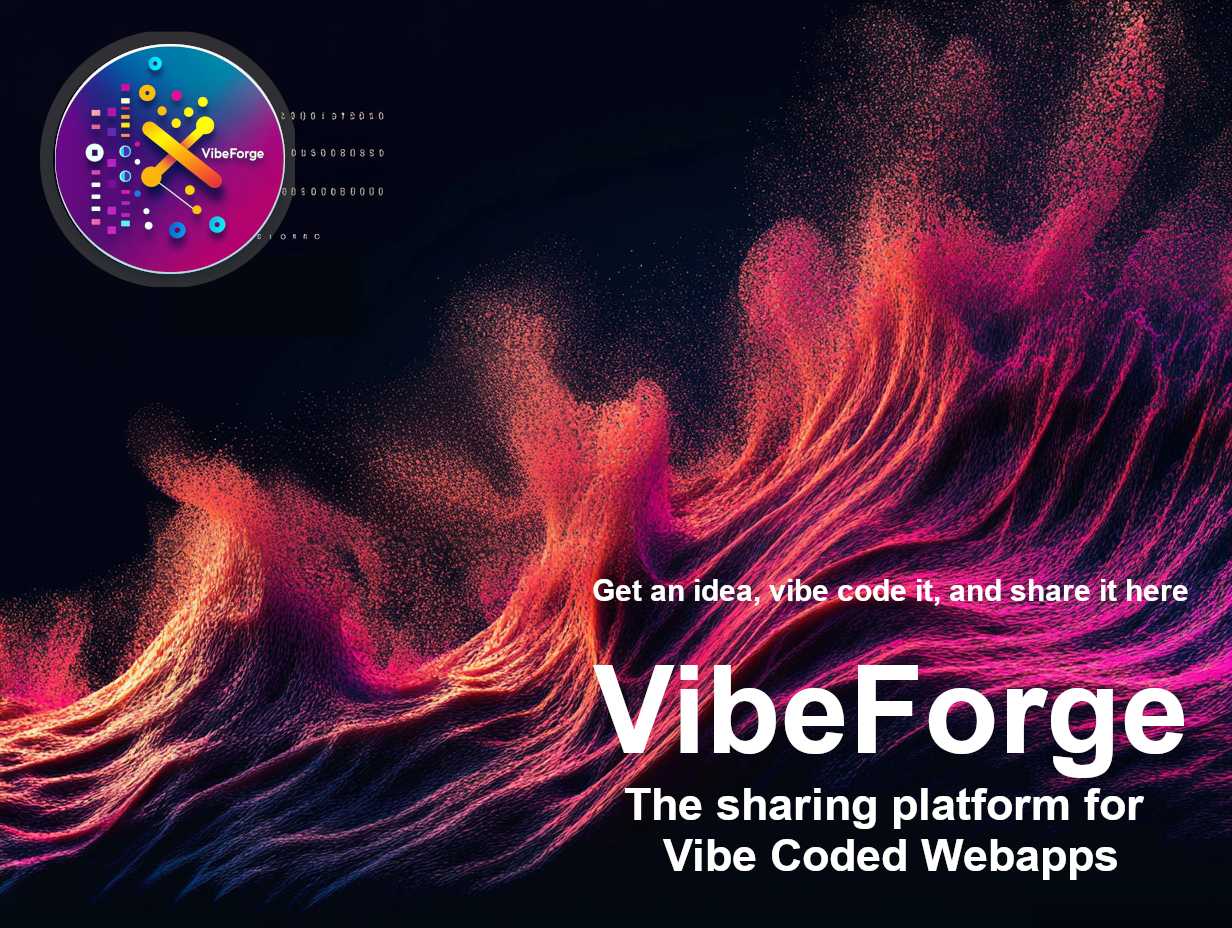 VibeForge
Get an idea, vibe code it, and share it here
VibeForge
The sharing platform for
Vibe Coded Webapps